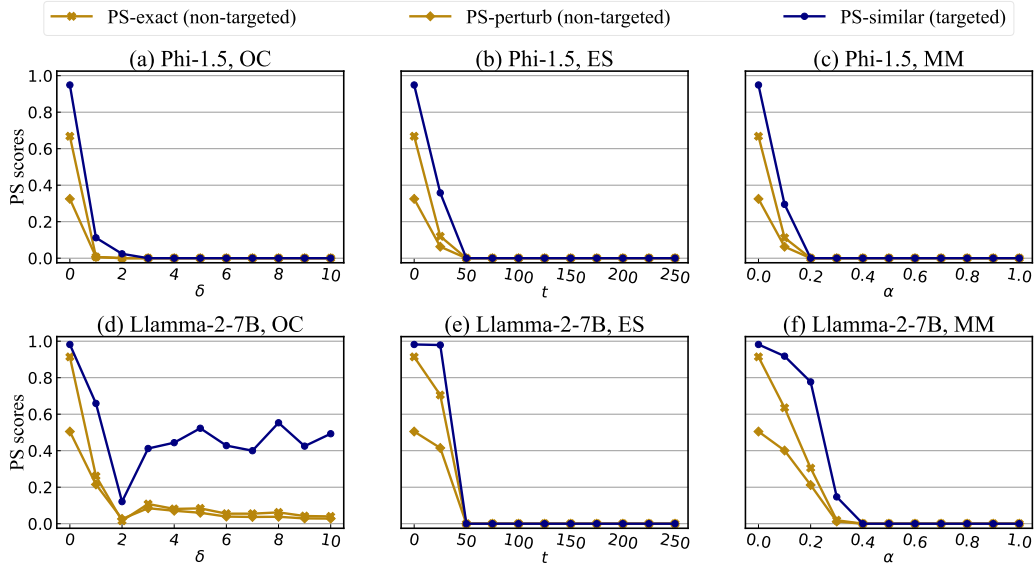 PS-exact (non-targeted) PS-perturb (non-targeted) PS-similar (targeted)
(a) Phi-1.5, OC (b) Phi-1.5, ES (c) Phi-1.5, MM
PS scores
1.0
0.8
0.6
0.4
0.2
0.0
0 2 4 6 8 10
δ
0 50 100 150 200 250
t
0.0 0.2 0.4 0.6 0.8 1.0
α
(d) Llamma-2-7B, OC (e) Llamma-2-7B, ES (f) Llamma-2-7B, MM
PS scores
1.0
0.8
0.6
0.4
0.2
0.0
0 2 4 6 8 10
δ
0 50 100 150 200 250
t
0.0 0.2 0.4 0.6 0.8 1.0
α